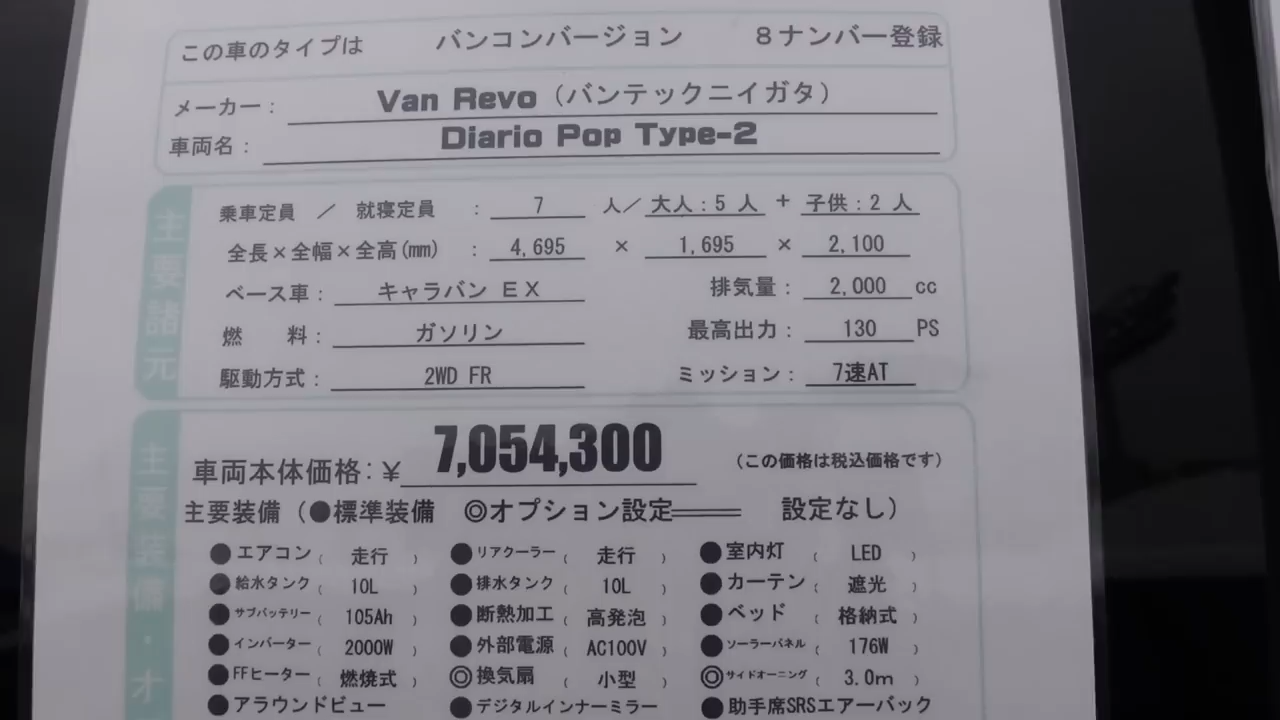 この車のタイプは バンコンバージョン 8ナンバー登録
メーカー: Van Revo (バンテックニイガタ)
車両名: Diario Pop Type-2
主要諸元
乗車定員 / 就寝定員 : 7 人/ 大人:5 人 + 子供:2 人
全長×全幅×全高(mm) : 4,695 × 1,695 × 2,100
ベース車: キャラバン EX 排気量: 2,000 cc
燃 料: ガソリン 最高出力: 130 PS
駆動方式: 2WD FR ミッション: 7速AT
主要装備・オ
車両本体価格:¥ 7,054,300 (この価格は税込価格です)
主要装備 (●標準装備 ◎オプション設定 ═══ 設定なし)
●エアコン( 走行 ) ●リアクーラー( 走行 ) ●室内灯( LED )
●給水タンク( 10L ) ●排水タンク( 10L ) ●カーテン( 遮光 )
●サブバッテリー( 105Ah ) ●断熱加工( 高発泡 ) ●ベッド( 格納式 )
●インバーター( 2000W ) ●外部電源( AC100V ) ●ソーラーパネル( 176W )
●FFヒーター( 燃焼式 ) ◎換気扇( 小型 ) ◎サイドオーニング( 3.0m )
●アラウンドビュー ●デジタルインナーミラー ●助手席SRSエアーバック